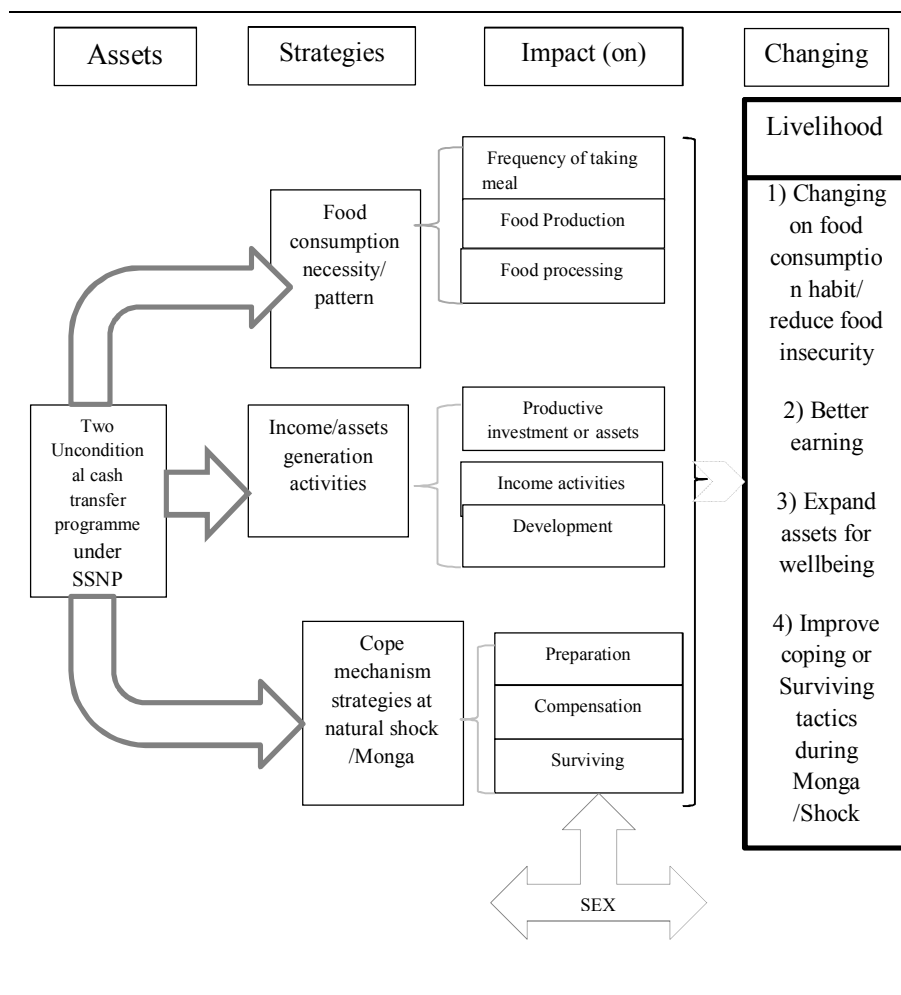 Assets
Strategies
Impact (on)
Changing
Livelihood
Frequency of taking
meal
Food Production
Food processing
Food
consumption
necessity/
pattern
1) Changing
on food
consumptio
n habit/
reduce food
insecurity
2) Better
earning
3) Expand
assets for
wellbeing
4) Improve
coping or
Surviving
tactics
during
Monga
/Shock
Two
Uncondition
al cash
transfer
programme
under
SSNP
Income/assets
generation
activities
Productive
investment or assets
Income activities
Development
Cope
mechanism
strategies at
natural shock
/Monga
Preparation
Compensation
Surviving
SEX